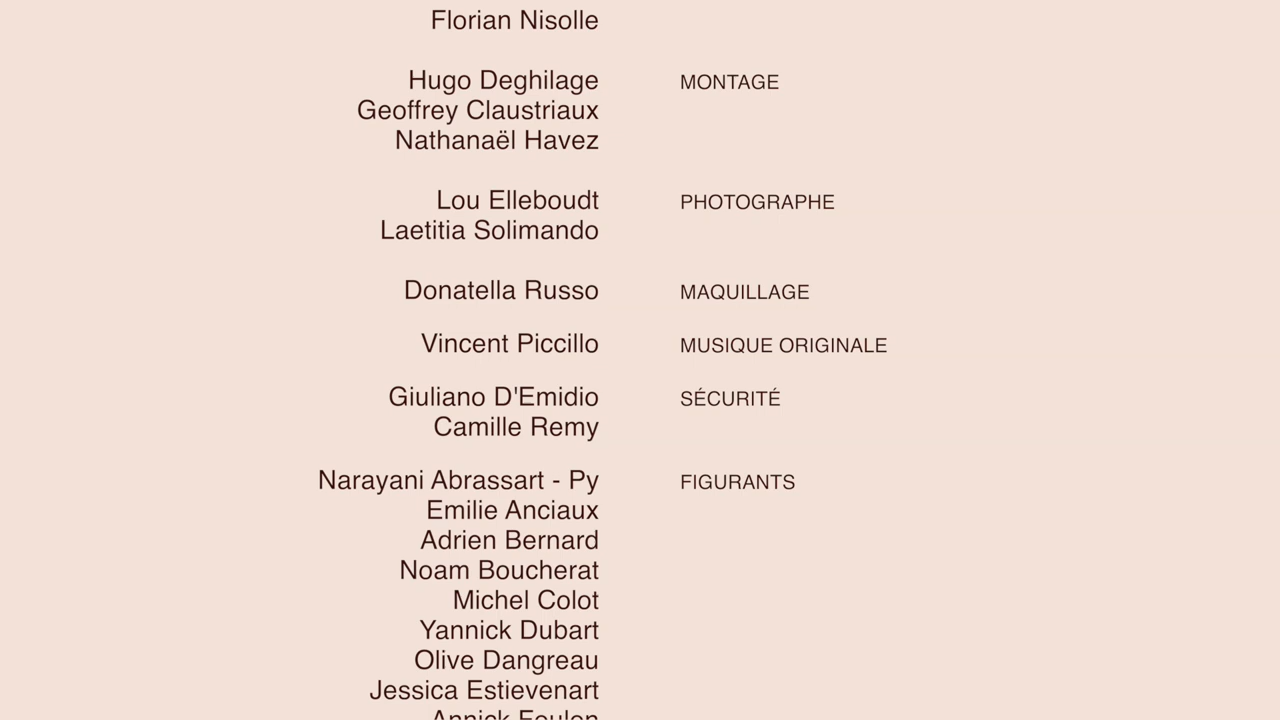 Florian Nisolle
Hugo Deghilage MONTAGE
Geoffrey Claustriaux
Nathanaël Havez
Lou Elleboudt PHOTOGRAPHE
Laetitia Solimando
Donatella Russo MAQUILLAGE
Vincent Piccillo MUSIQUE ORIGINALE
Giuliano D'Emidio SÉCURITÉ
Camille Remy
Narayani Abrassart - Py FIGURANTS
Emilie Anciaux
Adrien Bernard
Noam Boucherat
Michel Colot
Yannick Dubart
Olive Dangreau
Jessica Estievenart
Annick Foulon